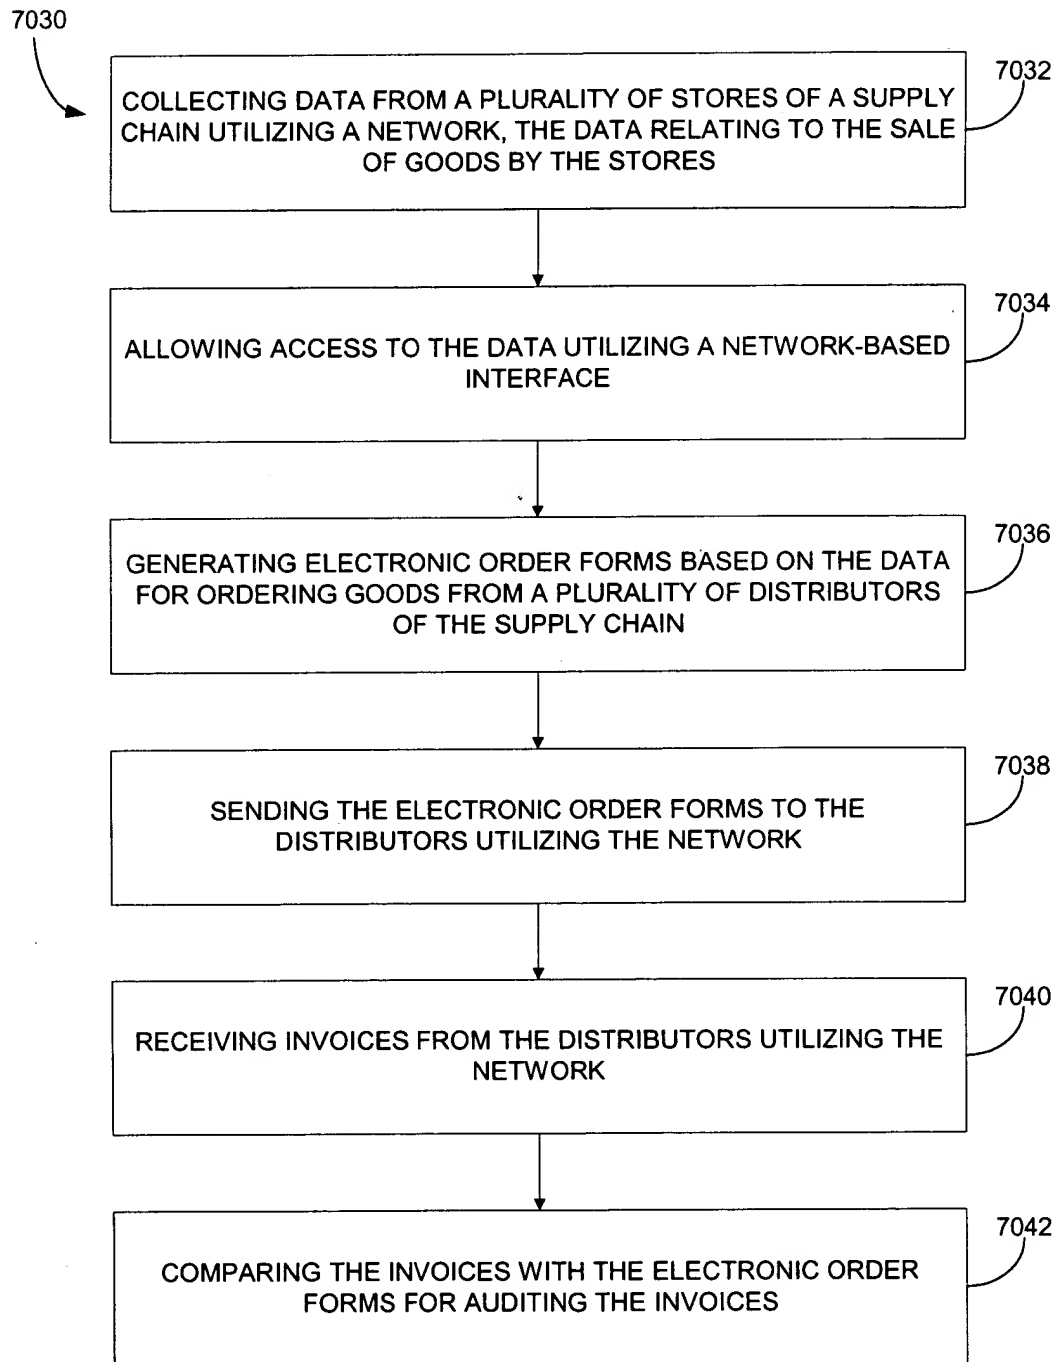 7030
7032
COLLECTING DATA FROM A PLURALITY OF STORES OF A SUPPLY
CHAIN UTILIZING A NETWORK, THE DATA RELATING TO THE SALE
OF GOODS BY THE STORES
7034
ALLOWING ACCESS TO THE DATA UTILIZING A NETWORK-BASED
INTERFACE
7036
GENERATING ELECTRONIC ORDER FORMS BASED ON THE DATA
FOR ORDERING GOODS FROM A PLURALITY OF DISTRIBUTORS
OF THE SUPPLY CHAIN
7038
SENDING THE ELECTRONIC ORDER FORMS TO THE
DISTRIBUTORS UTILIZING THE NETWORK
7040
RECEIVING INVOICES FROM THE DISTRIBUTORS UTILIZING THE
NETWORK
7042
COMPARING THE INVOICES WITH THE ELECTRONIC ORDER
FORMS FOR AUDITING THE INVOICES